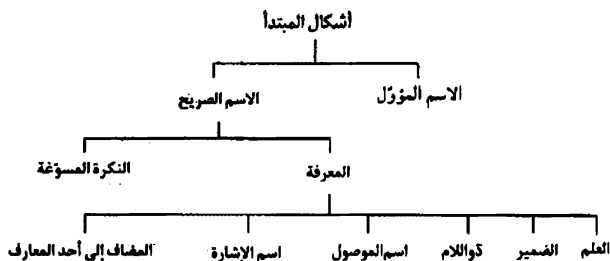 أشكال المبتدأ
الاسم المؤوّل
الاسم الصريح
المعرفة
النكرة المسوّغة
العلم
الضمير
ذو اللام
اسم الموصول
اسم الإشارة
المضاف إلى أحد المعارف